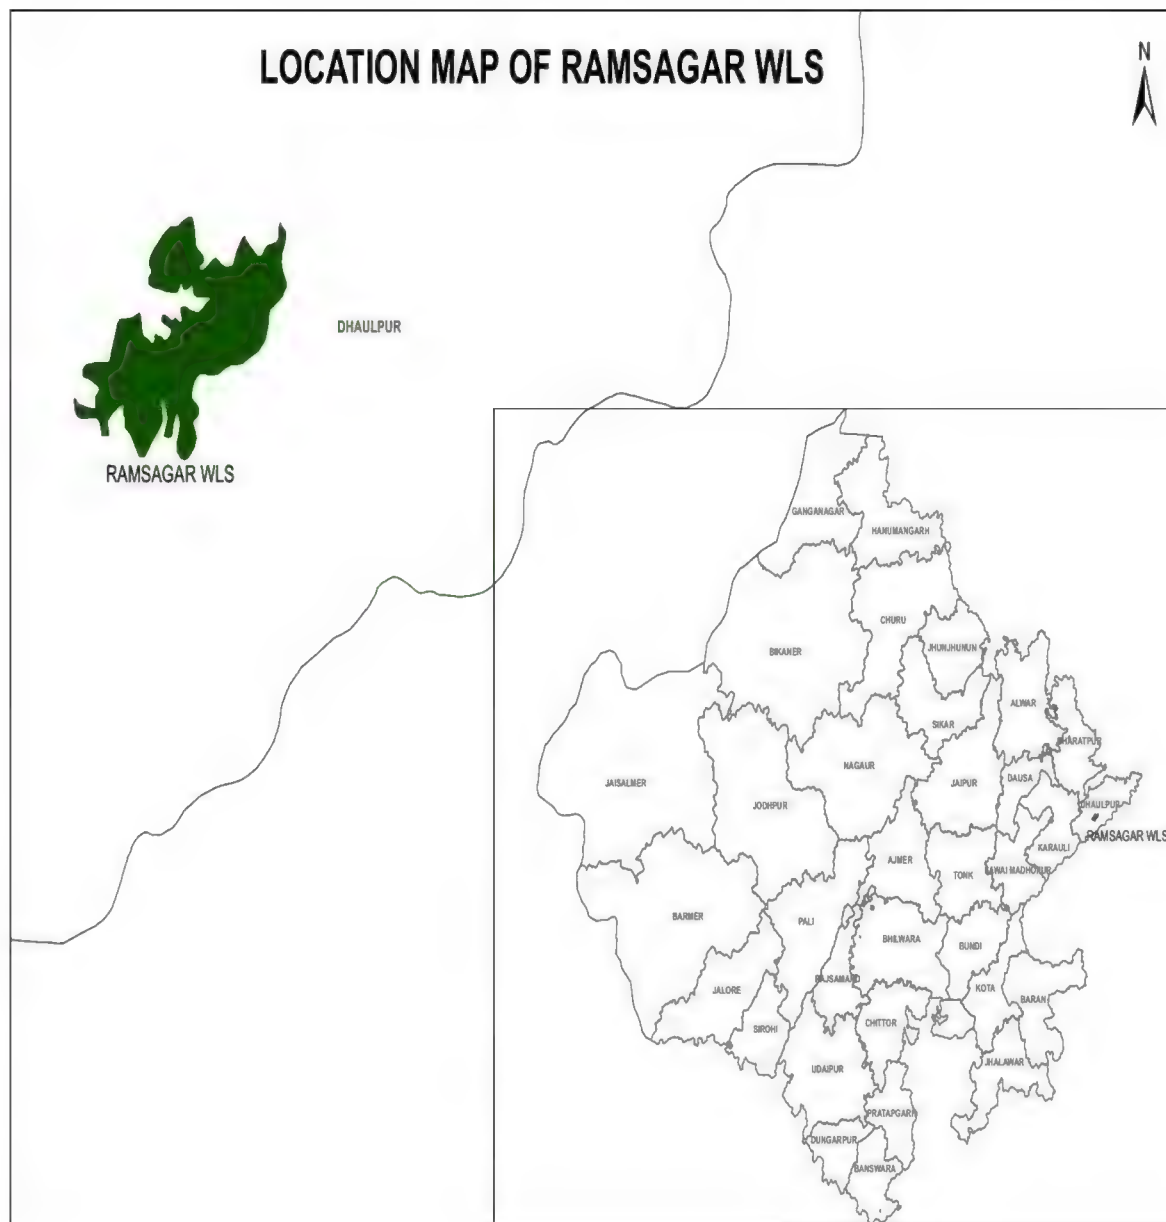 LOCATION MAP OF RAMSAGAR WLS
N
DHAULPUR
RAMSAGAR WLS
GANGANAGAR
HANUMANGARH
CHURU
JHUNJHUNUN
BIKANER
ALWAR
SIKAR
BHARATPUR
NAGAUR
JAISALMER
JAIPUR
DAUSA
JODHPUR
DHAULPUR
RAMSAGAR WLS
KARAULI
AJMER
TONK
SAWAI MADHOPUR
BARMER
PALI
BHILWARA
BUNDI
RAJSAMAND
KOTA
JALORE
BARAN
SIROHI
CHITTOR
UDAIPUR
JHALAWAR
PRATAPGARH
DUNGARPUR
BANSWARA